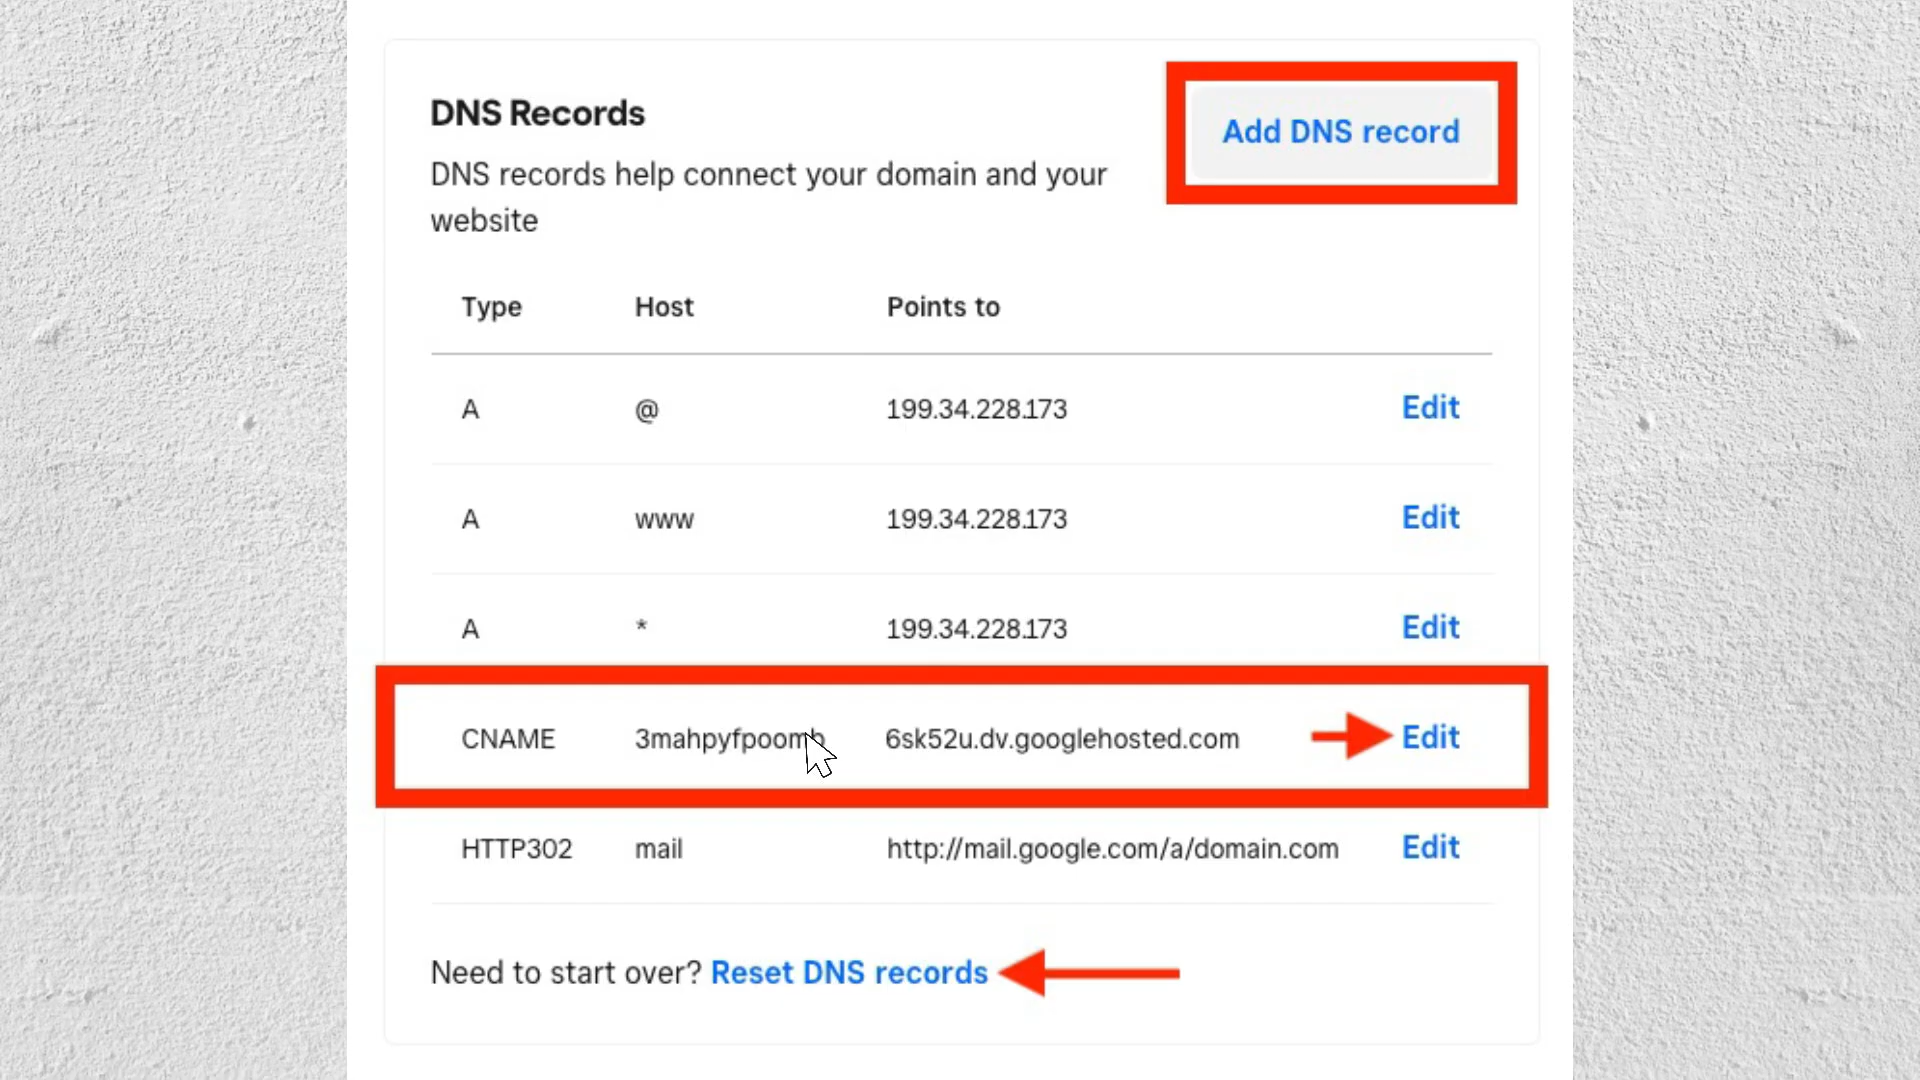 DNS Records
Add DNS record
DNS records help connect your domain and your
website
Type Host Points to
A @ 199.34.228.173 Edit
A www 199.34.228.173 Edit
A * 199.34.228.173 Edit
CNAME 3mahpyfpoomb 6sk52u.dv.googlehosted.com Edit
HTTP302 mail http://mail.google.com/a/domain.com Edit
Need to start over? Reset DNS records